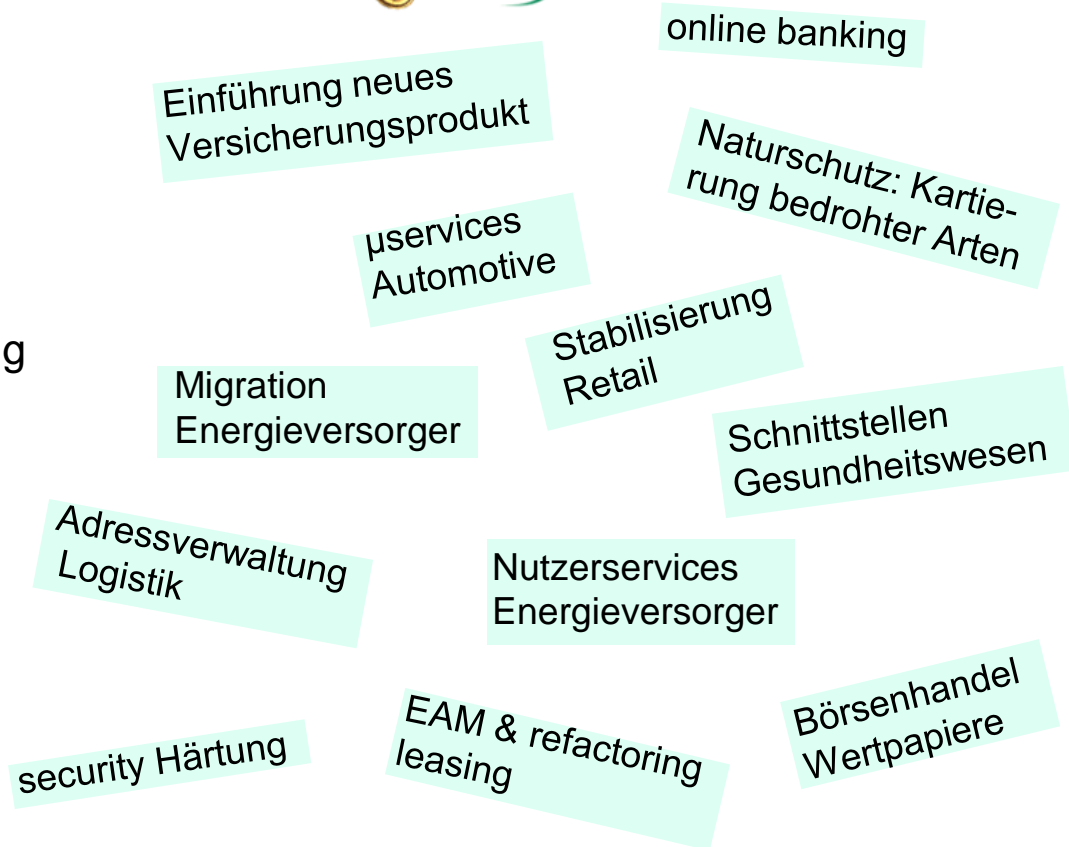 online banking
Einführung neues
Versicherungsprodukt
Naturschutz: Kartie-
rung bedrohter Arten
µservices
Automotive
Stabilisierung
Retail
g
Migration
Energieversorger
Schnittstellen
Gesundheitswesen
Adressverwaltung
Logistik
Nutzerservices
Energieversorger
Börsenhandel
Wertpapiere
EAM & refactoring
leasing
security Härtung